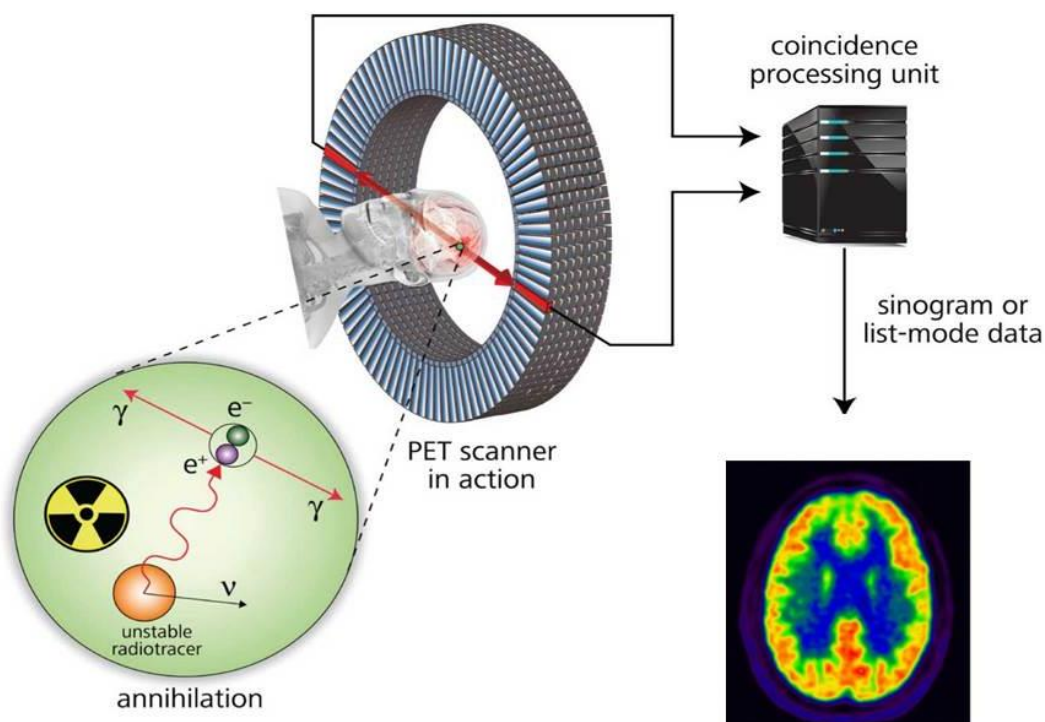 coincidence
processing unit
sinogram or
list-mode data
PET scanner
in action
γ
e⁻
e⁺
γ
ν
unstable
radiotracer
annihilation